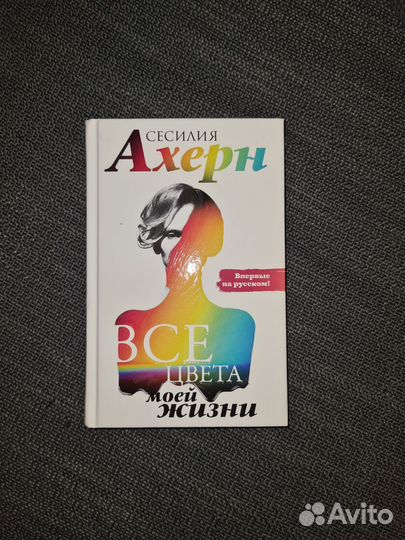 СЕСИЛИЯ
Ахерн
Впервые
на русском!
ВСЕ
ЦВЕТА
моей
жизни
Avito